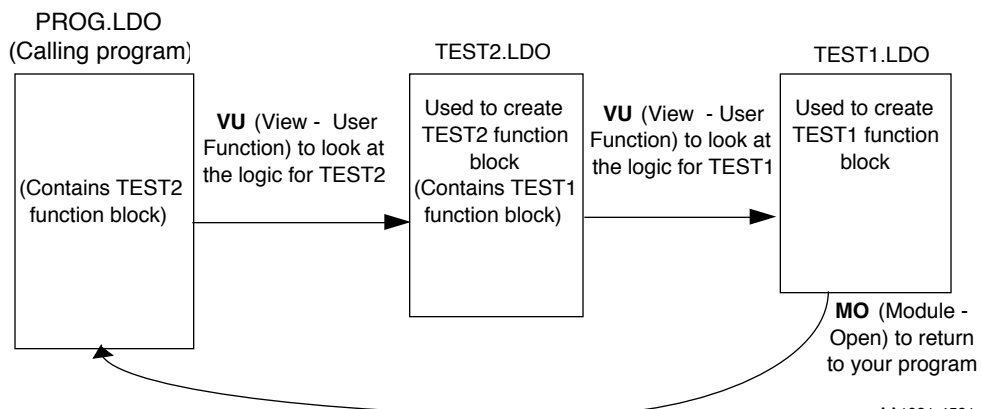 PROG.LDO
(Calling program)
(Contains TEST2
function block)
VU (View - User
Function) to look at
the logic for TEST2
TEST2.LDO
Used to create
TEST2 function
block
(Contains TEST1
function block)
VU (View - User
Function) to look at
the logic for TEST1
TEST1.LDO
Used to create
TEST1 function
block
MO (Module -
Open) to return
to your program